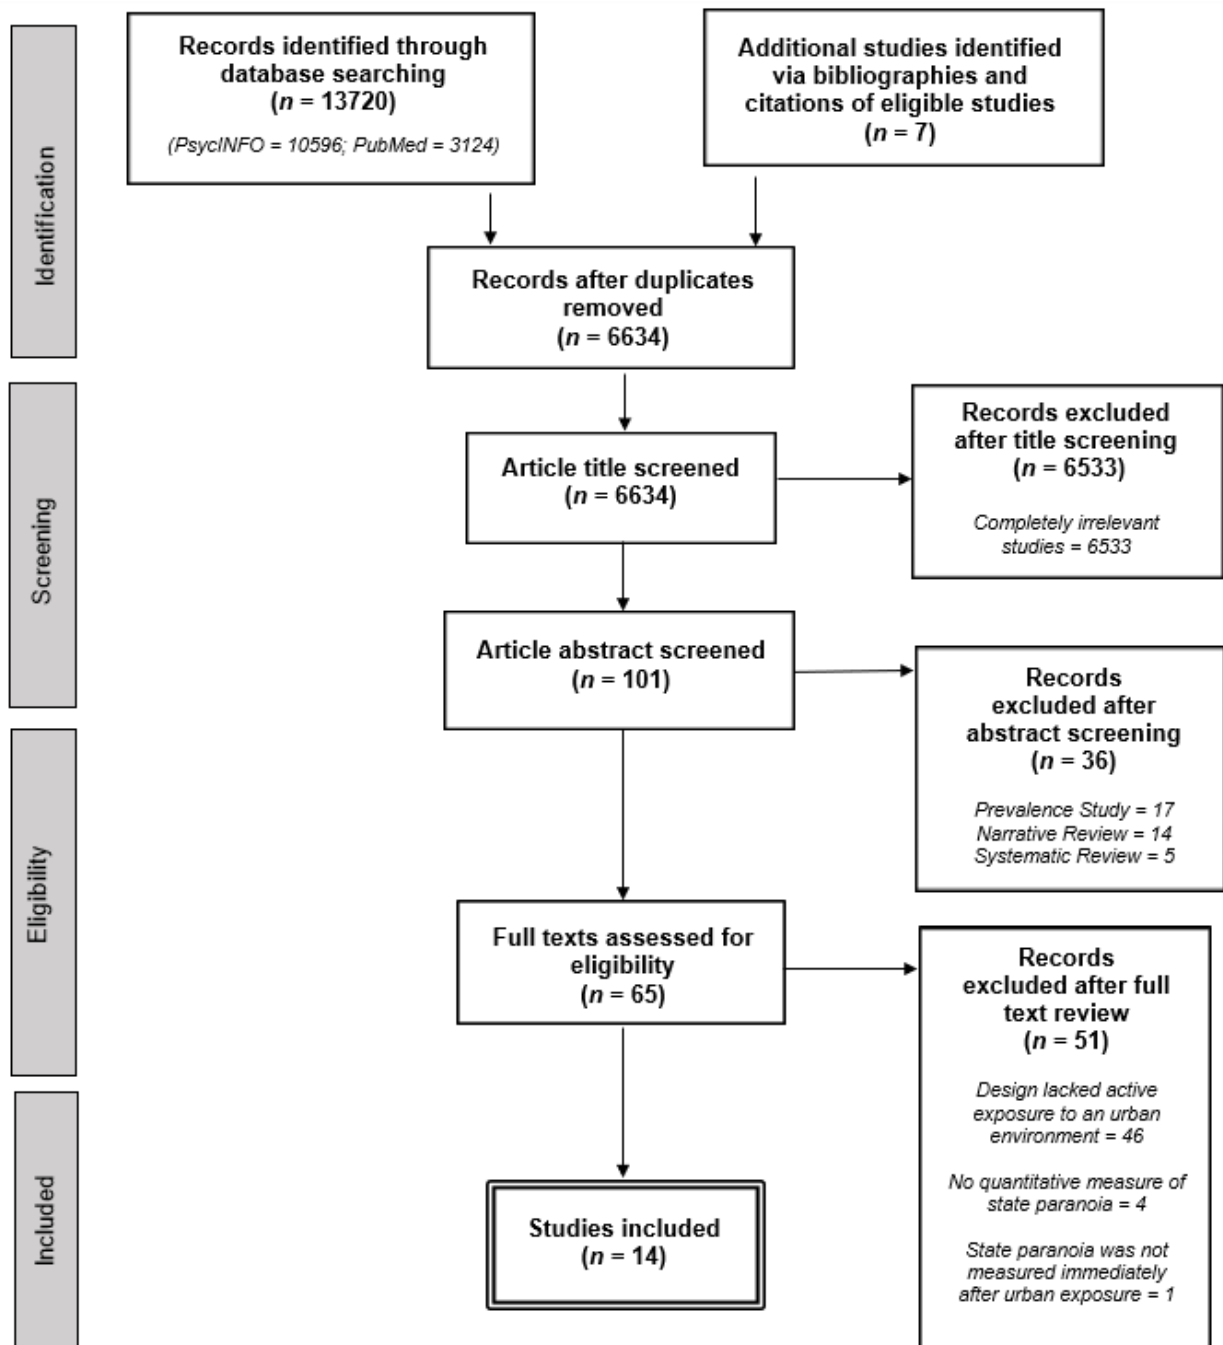 Identification
Records identified through
database searching
(n = 13720)
(PsycINFO = 10596; PubMed = 3124)
Additional studies identified
via bibliographies and
citations of eligible studies
(n = 7)
Records after duplicates
removed
(n = 6634)
Screening
Article title screened
(n = 6634)
Records excluded
after title screening
(n = 6533)
Completely irrelevant
studies = 6533
Article abstract screened
(n = 101)
Records
excluded after
abstract screening
(n = 36)
Prevalence Study = 17
Narrative Review = 14
Systematic Review = 5
Eligibility
Full texts assessed for
eligibility
(n = 65)
Records
excluded after full
text review
(n = 51)
Design lacked active
exposure to an urban
environment = 46
No quantitative measure of
state paranoia = 4
State paranoia was not
measured immediately
after urban exposure = 1
Included
Studies included
(n = 14)